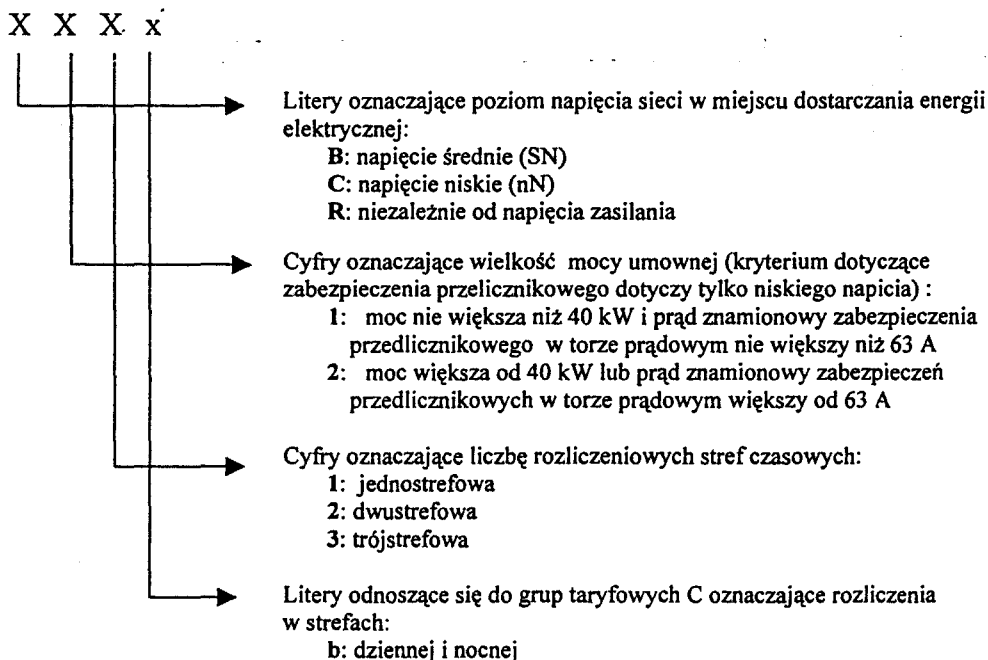 X X X x
Litery oznaczające poziom napięcia sieci w miejscu dostarczania energii
elektrycznej:
B: napięcie średnie (SN)
C: napięcie niskie (nN)
R: niezależnie od napięcia zasilania
Cyfry oznaczające wielkość mocy umownej (kryterium dotyczące
zabezpieczenia przelicznikowego dotyczy tylko niskiego napicia) :
1: moc nie większa niż 40 kW i prąd znamionowy zabezpieczenia
przedlicznikowego w torze prądowym nie większy niż 63 A
2: moc większa od 40 kW lub prąd znamionowy zabezpieczeń
przedlicznikowych w torze prądowym większy od 63 A
Cyfry oznaczające liczbę rozliczeniowych stref czasowych:
1: jednostrefowa
2: dwustrefowa
3: trójstrefowa
Litery odnoszące się do grup taryfowych C oznaczające rozliczenia
w strefach:
b: dziennej i nocnej